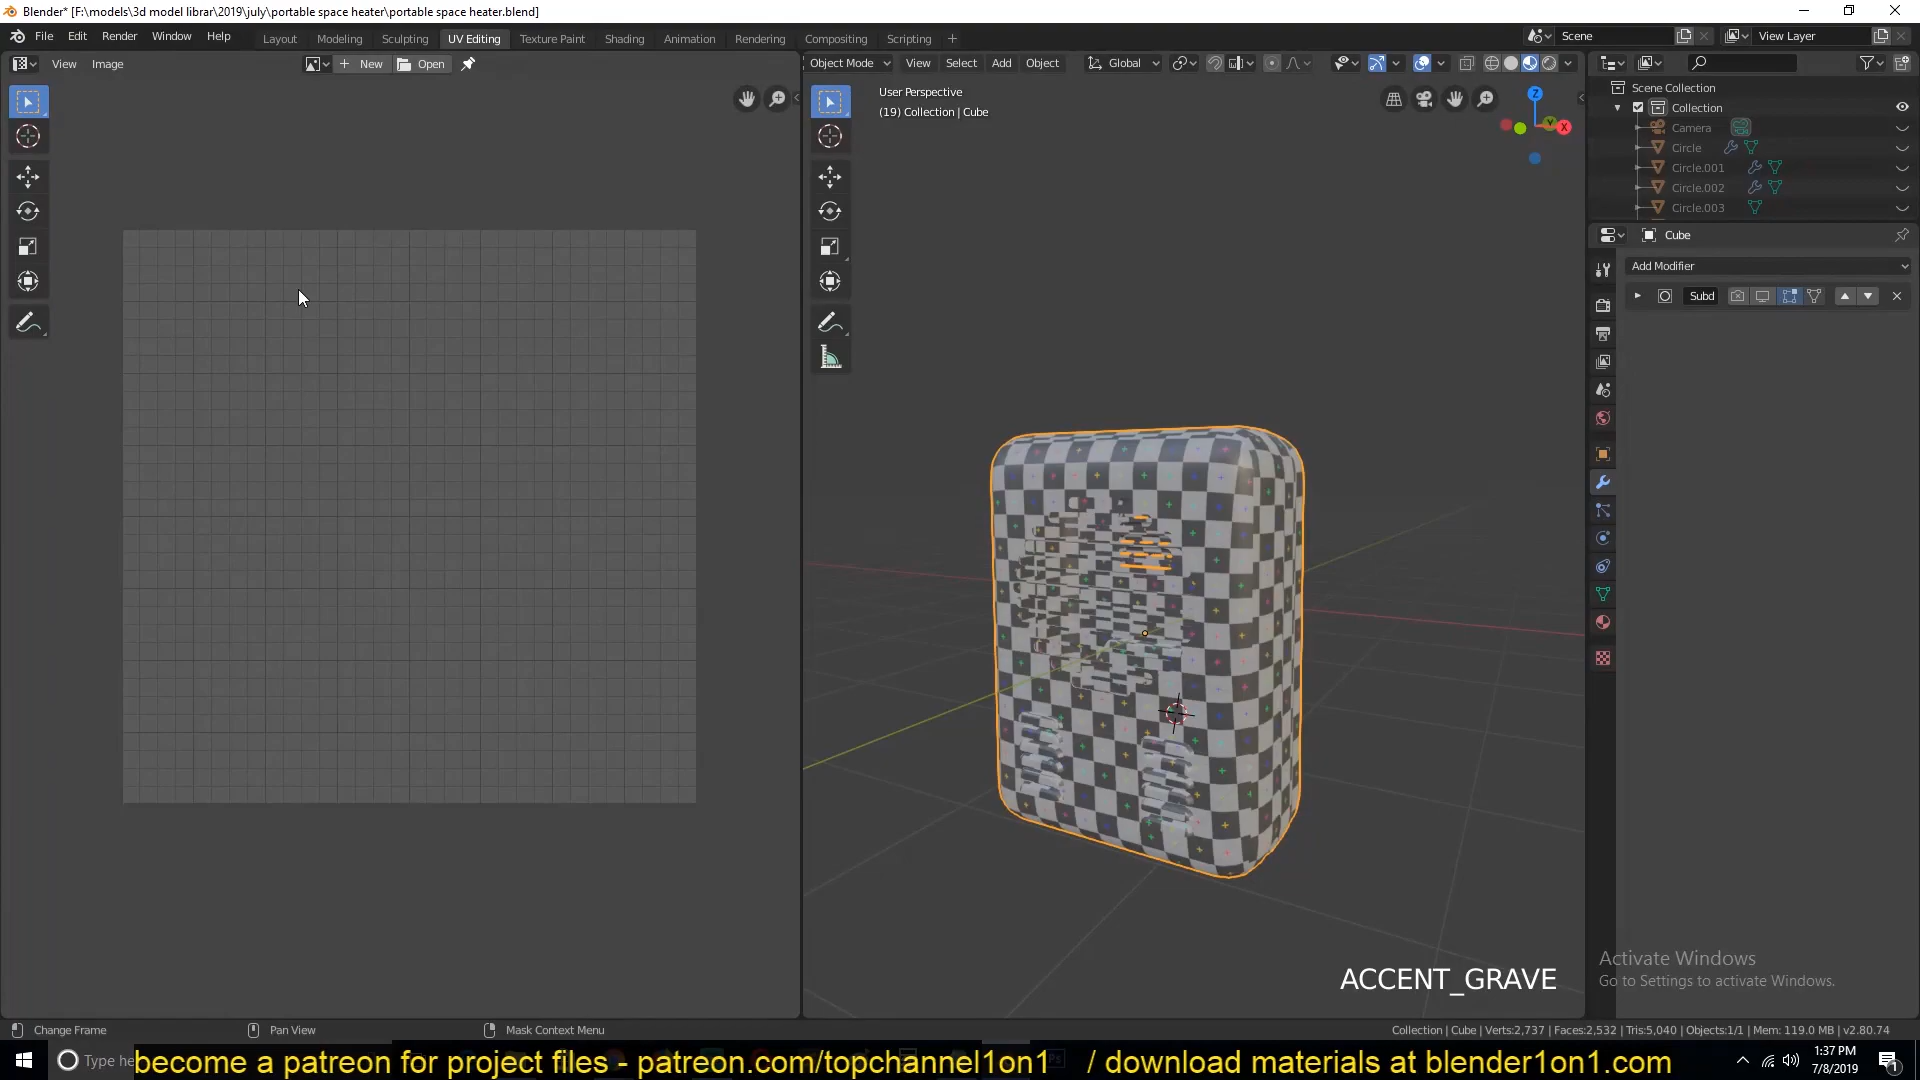 Blender* [F:\models\3d model librar\2019\july\portable space heater\portable space heater.blend]
File Edit Render Window Help Layout Modeling Sculpting UV Editing Texture Paint Shading Animation Rendering Compositing Scripting Scene View Layer
View Image New Open Object Mode View Select Add Object Global
User Perspective
(19) Collection | Cube
Z
Y
X
Scene Collection
Collection
Camera
Circle
Circle.001
Circle.002
Circle.003
Cube
Add Modifier
Subd
ACCENT_GRAVE
Activate Windows
Go to Settings to activate Windows.
Change Frame Pan View Mask Context Menu Collection | Cube | Verts:2,737 | Faces:2,532 | Tris:5,040 | Objects:1/1 | Mem: 119.0 MB | v2.80.74
Type he
become a patreon for project files - patreon.com/topchannel1on1 / download materials at blender1on1.com
1:37 PM
7/8/2019
1